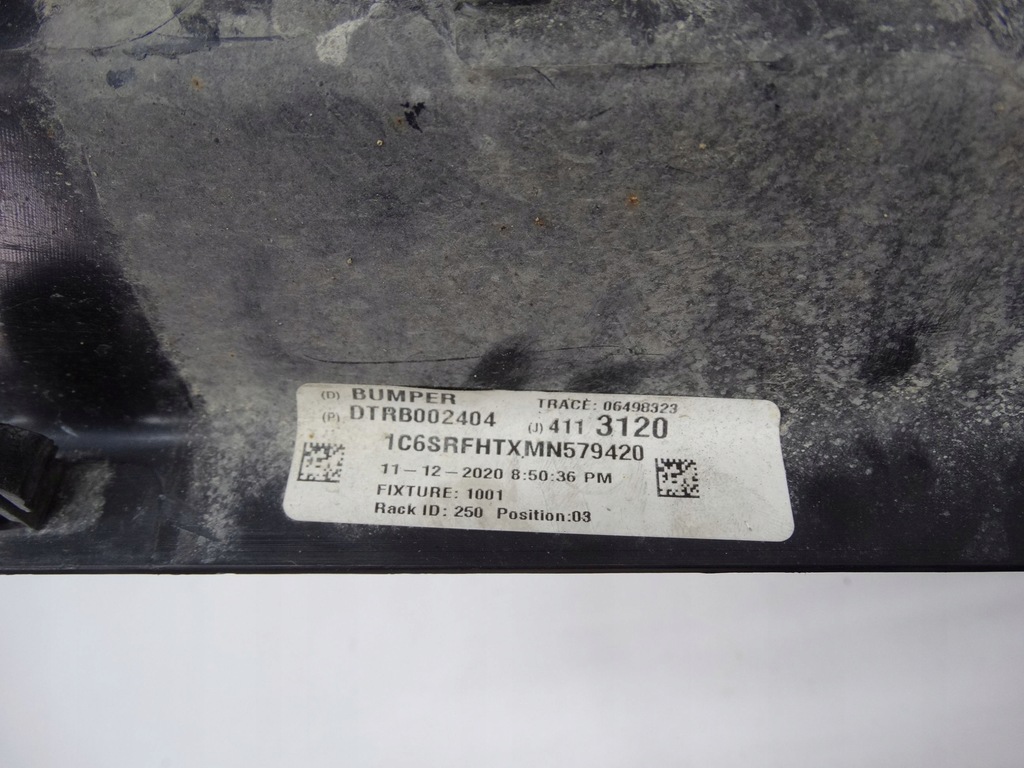 (D) BUMPER TRACE: 06498323
(P) DTRB002404 (J) 411 3120
1C6SRFHTXMN579420
11-12-2020 8:50:36 PM
FIXTURE: 1001
Rack ID: 250 Position:03